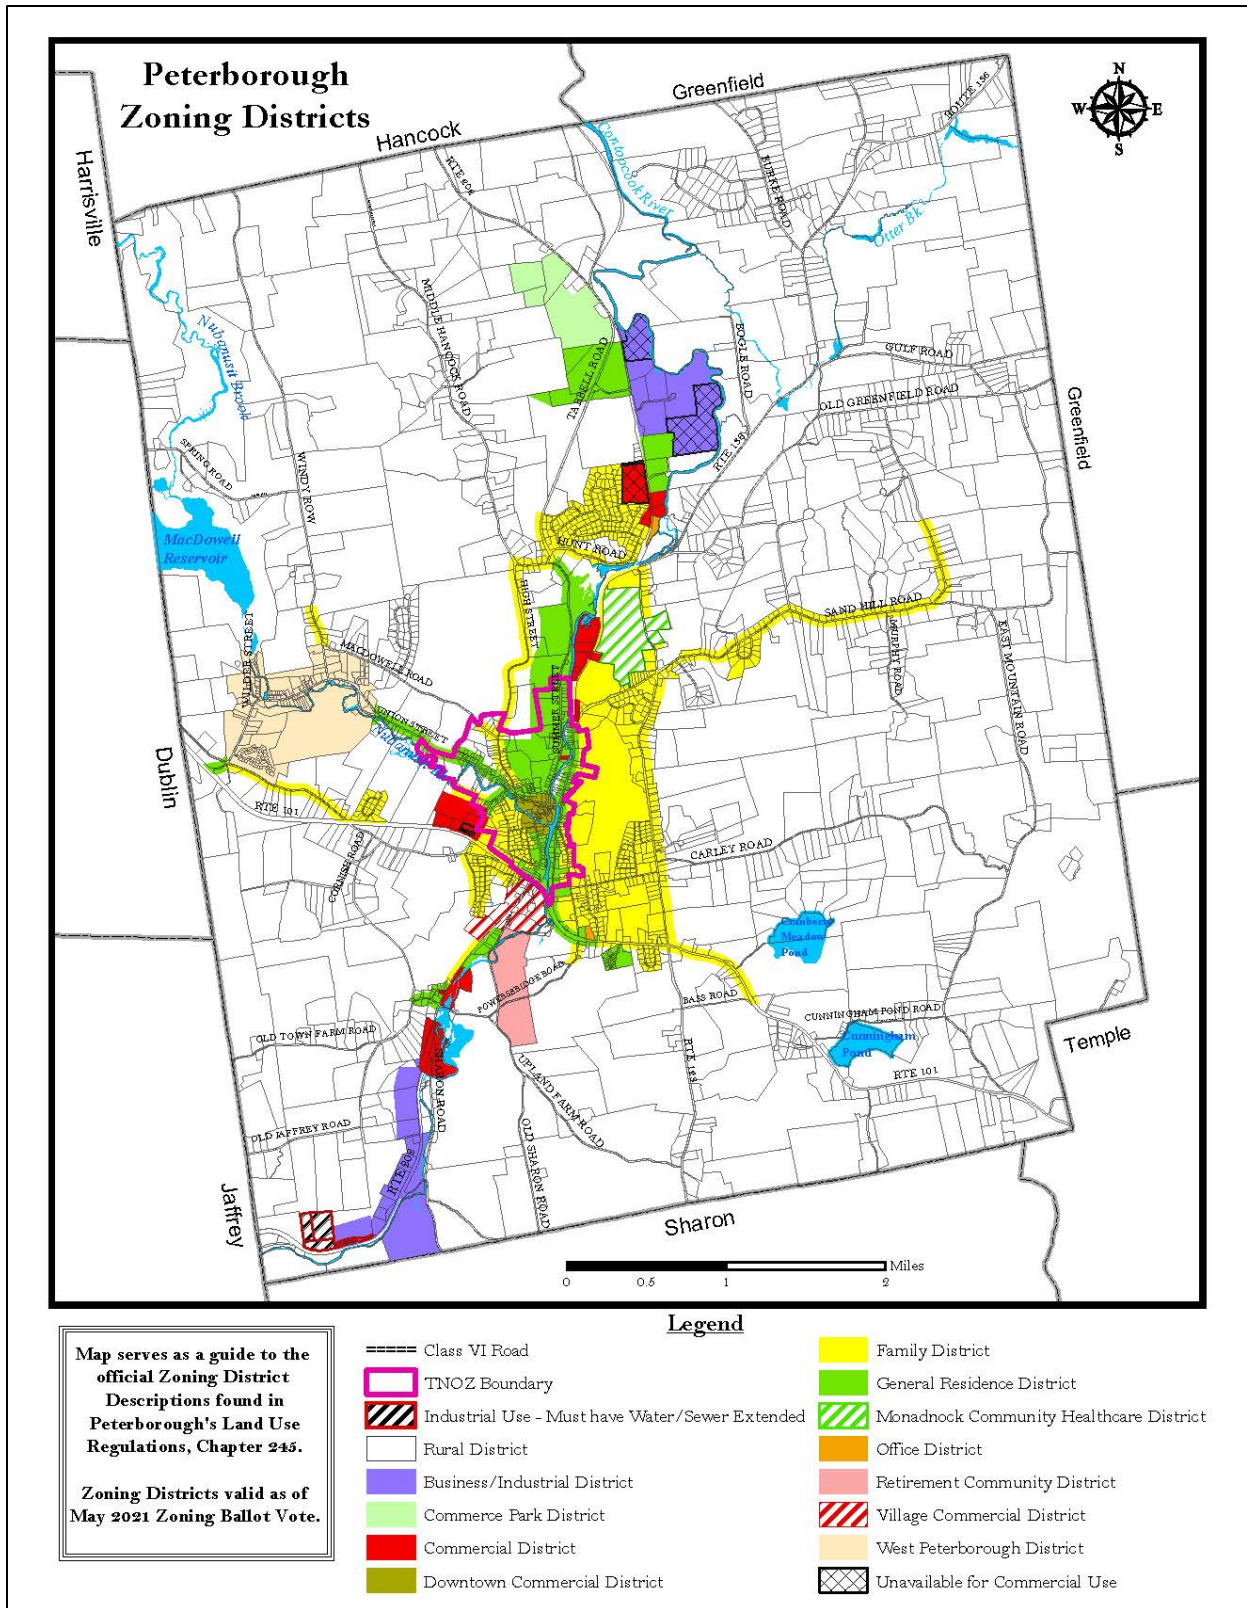 Peterborough
Zoning Districts
N
W
E
S
Greenfield
Hancock
Harrisville
ROUTE 136
RTE 202
Contoocook River
BURKE ROAD
Otter Bk.
Nubanusit Brook
MIDDLE HANCOCK ROAD
BOGLE ROAD
GULF ROAD
TARBELL ROAD
OLD GREENFIELD ROAD
Greenfield
SPRING ROAD
WINDY ROW
RTE 136
MacDowell
Reservoir
HUNT ROAD
HIGH STREET
SAND HILL ROAD
MURPHY ROAD
EAST MOUNTAIN ROAD
WILDER STREET
MACDOWELL ROAD
UNION STREET
SUMMER STREET
Dublin
RTE 101
CORNISH ROAD
CARLEY ROAD
Cranberry
Meadow
Pond
POWERSBRIDGE ROAD
BASS ROAD
CUNNINGHAM POND ROAD
OLD TOWN FARM ROAD
Cunningham
Pond
Temple
RTE 101
SHARON ROAD
UPLAND FARM ROAD
RTE 123
OLD JAFFREY ROAD
OLD SHARON ROAD
RTE 202
Jaffrey
Sharon
Miles
0 0.5 1 2
Legend
Map serves as a guide to the
official Zoning District
Descriptions found in
Peterborough's Land Use
Regulations, Chapter 245.
Zoning Districts valid as of
May 2021 Zoning Ballot Vote.
Class VI Road
TNOZ Boundary
Industrial Use - Must have Water/Sewer Extended
Rural District
Business/Industrial District
Commerce Park District
Commercial District
Downtown Commercial District
Family District
General Residence District
Monadnock Community Healthcare District
Office District
Retirement Community District
Village Commercial District
West Peterborough District
Unavailable for Commercial Use